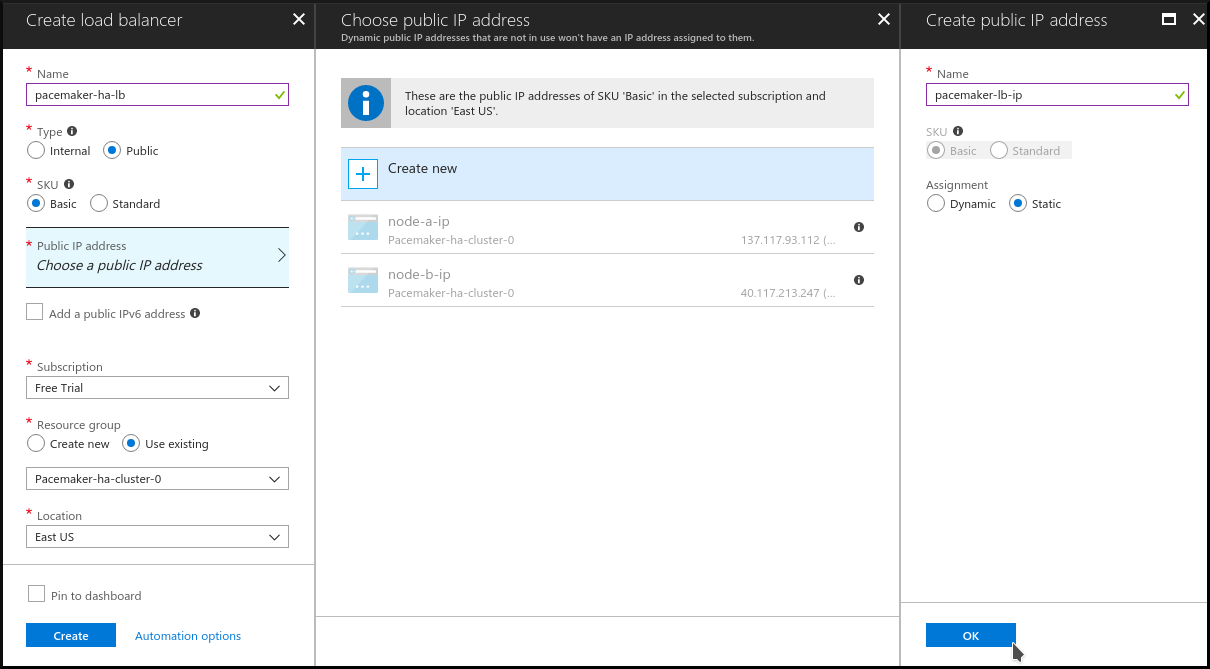 Create load balancer
* Name
pacemaker-ha-lb
* Type
Internal
Public
* SKU
Basic
Standard
* Public IP address
Choose a public IP address
Add a public IPv6 address
* Subscription
Free Trial
* Resource group
Create new
Use existing
Pacemaker-ha-cluster-0
* Location
East US
Pin to dashboard
Create
Automation options
Choose public IP address
Dynamic public IP addresses that are not in use won't have an IP address assigned to them.
These are the public IP addresses of SKU 'Basic' in the selected subscription and
location 'East US'.
Create new
node-a-ip
Pacemaker-ha-cluster-0
137.117.93.112 (...
node-b-ip
Pacemaker-ha-cluster-0
40.117.213.247 (...
Create public IP address
* Name
pacemaker-lb-ip
SKU
Basic
Standard
Assignment
Dynamic
Static
OK